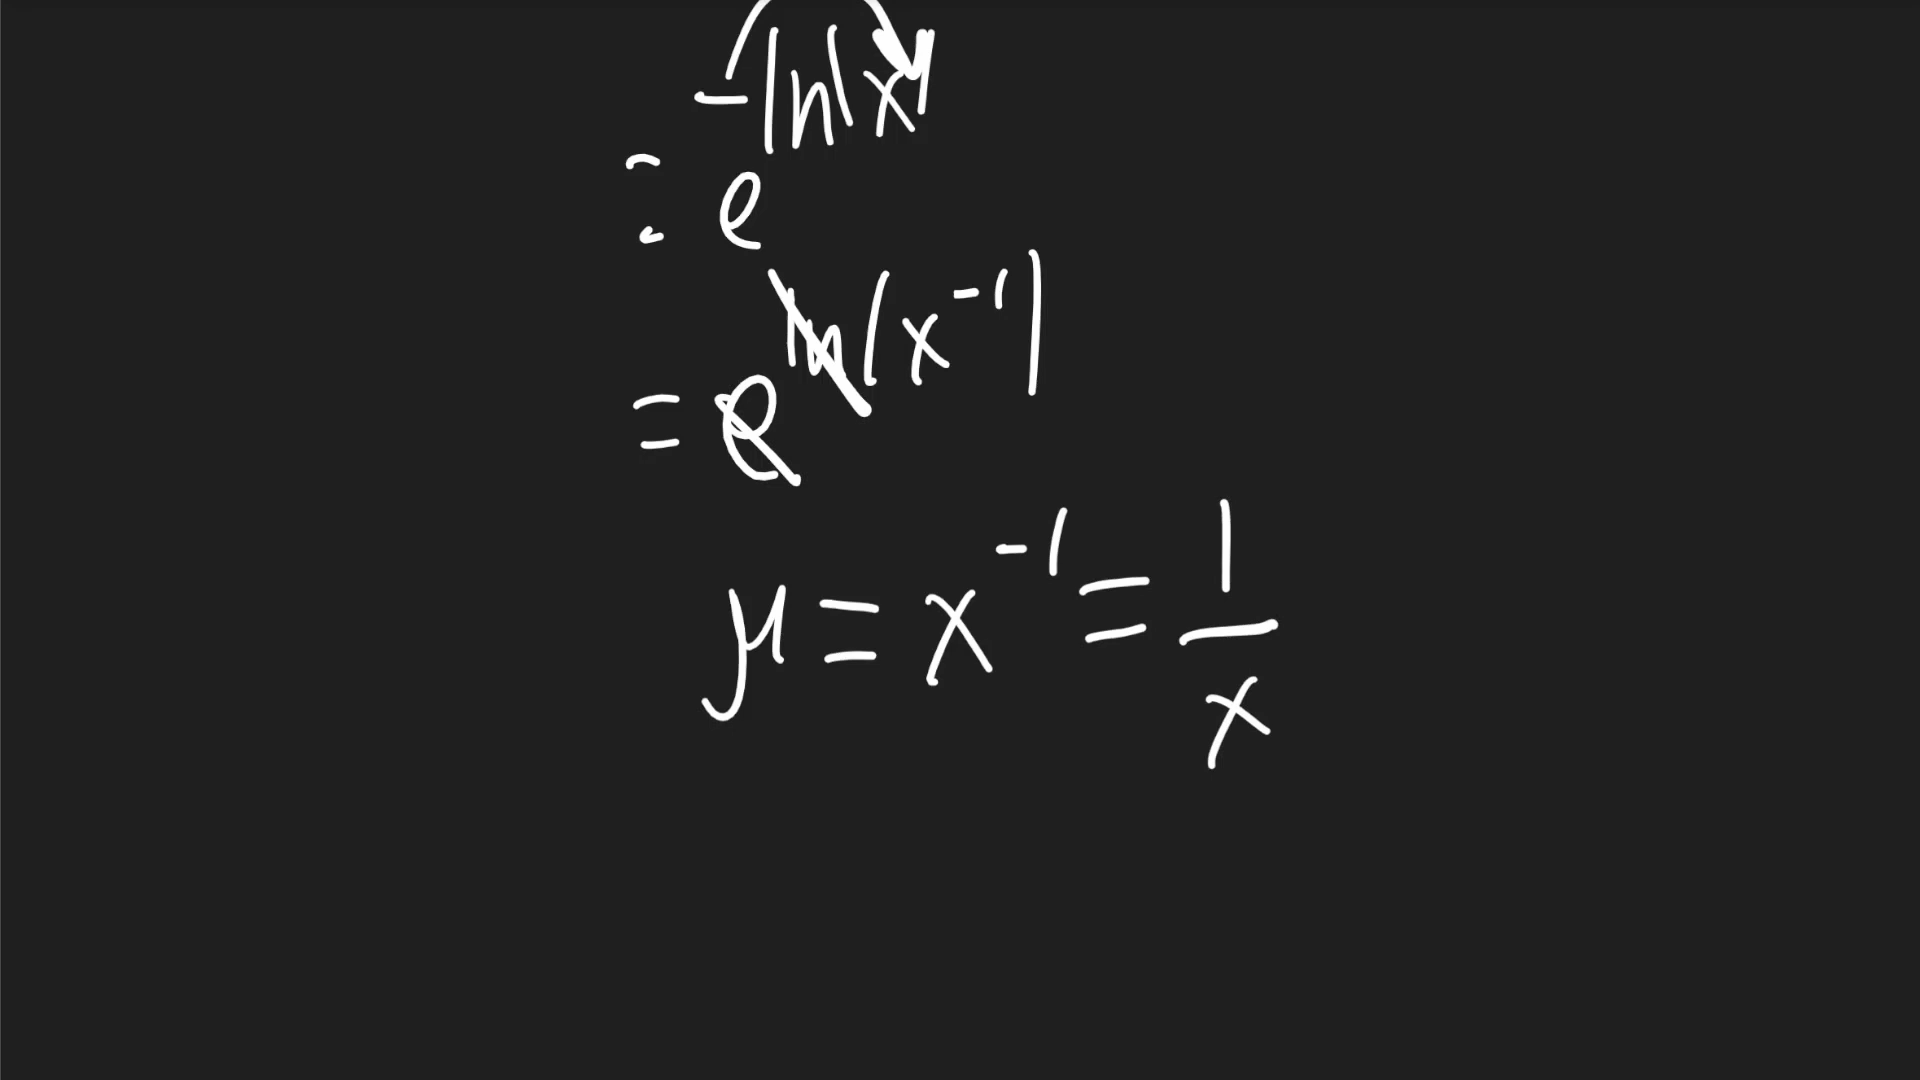 = e^{-ln|x|}
= e^{ln|x^{-1}|}
μ = x^{-1} = 1/x